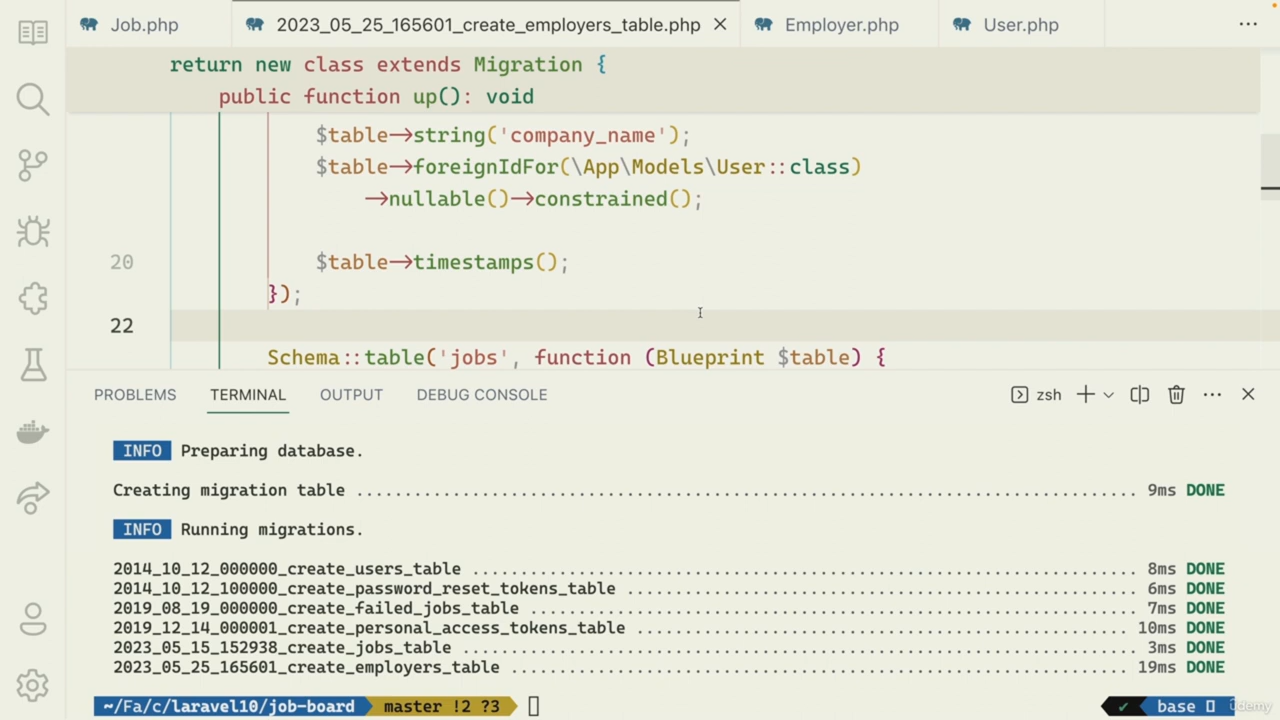 Job.php 2023_05_25_165601_create_employers_table.php Employer.php User.php
return new class extends Migration {
public function up(): void
$table->string('company_name');
$table->foreignIdFor(\App\Models\User::class)
->nullable()->constrained();
20 $table->timestamps();
});
22
Schema::table('jobs', function (Blueprint $table) {
PROBLEMS TERMINAL OUTPUT DEBUG CONSOLE zsh
INFO Preparing database.
Creating migration table ................................................................................. 9ms DONE
INFO Running migrations.
2014_10_12_000000_create_users_table ..................................................................... 8ms DONE
2014_10_12_100000_create_password_reset_tokens_table ..................................................... 6ms DONE
2019_08_19_000000_create_failed_jobs_table ............................................................... 7ms DONE
2019_12_14_000001_create_personal_access_tokens_table ................................................... 10ms DONE
2023_05_15_152938_create_jobs_table ...................................................................... 3ms DONE
2023_05_25_165601_create_employers_table ................................................................ 19ms DONE
~/Fa/c/laravel10/job-board master !2 ?3 ✔ base udemy